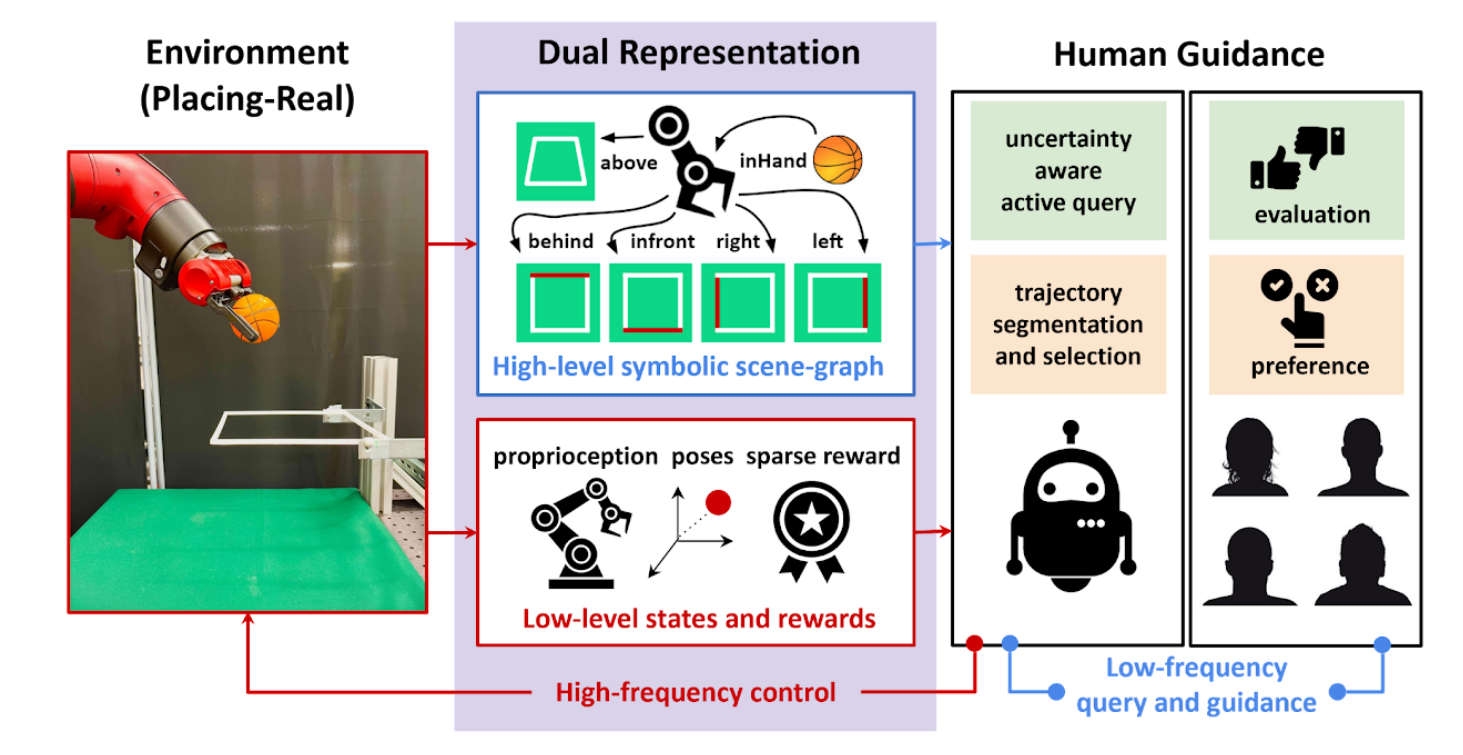 Environment
(Placing-Real)
Dual Representation
Human Guidance
above
inHand
behind
infront
right
left
High-level symbolic scene-graph
proprioception
poses
sparse reward
Low-level states and rewards
High-frequency control
uncertainty
aware
active query
trajectory
segmentation
and selection
evaluation
preference
Low-frequency
query and guidance